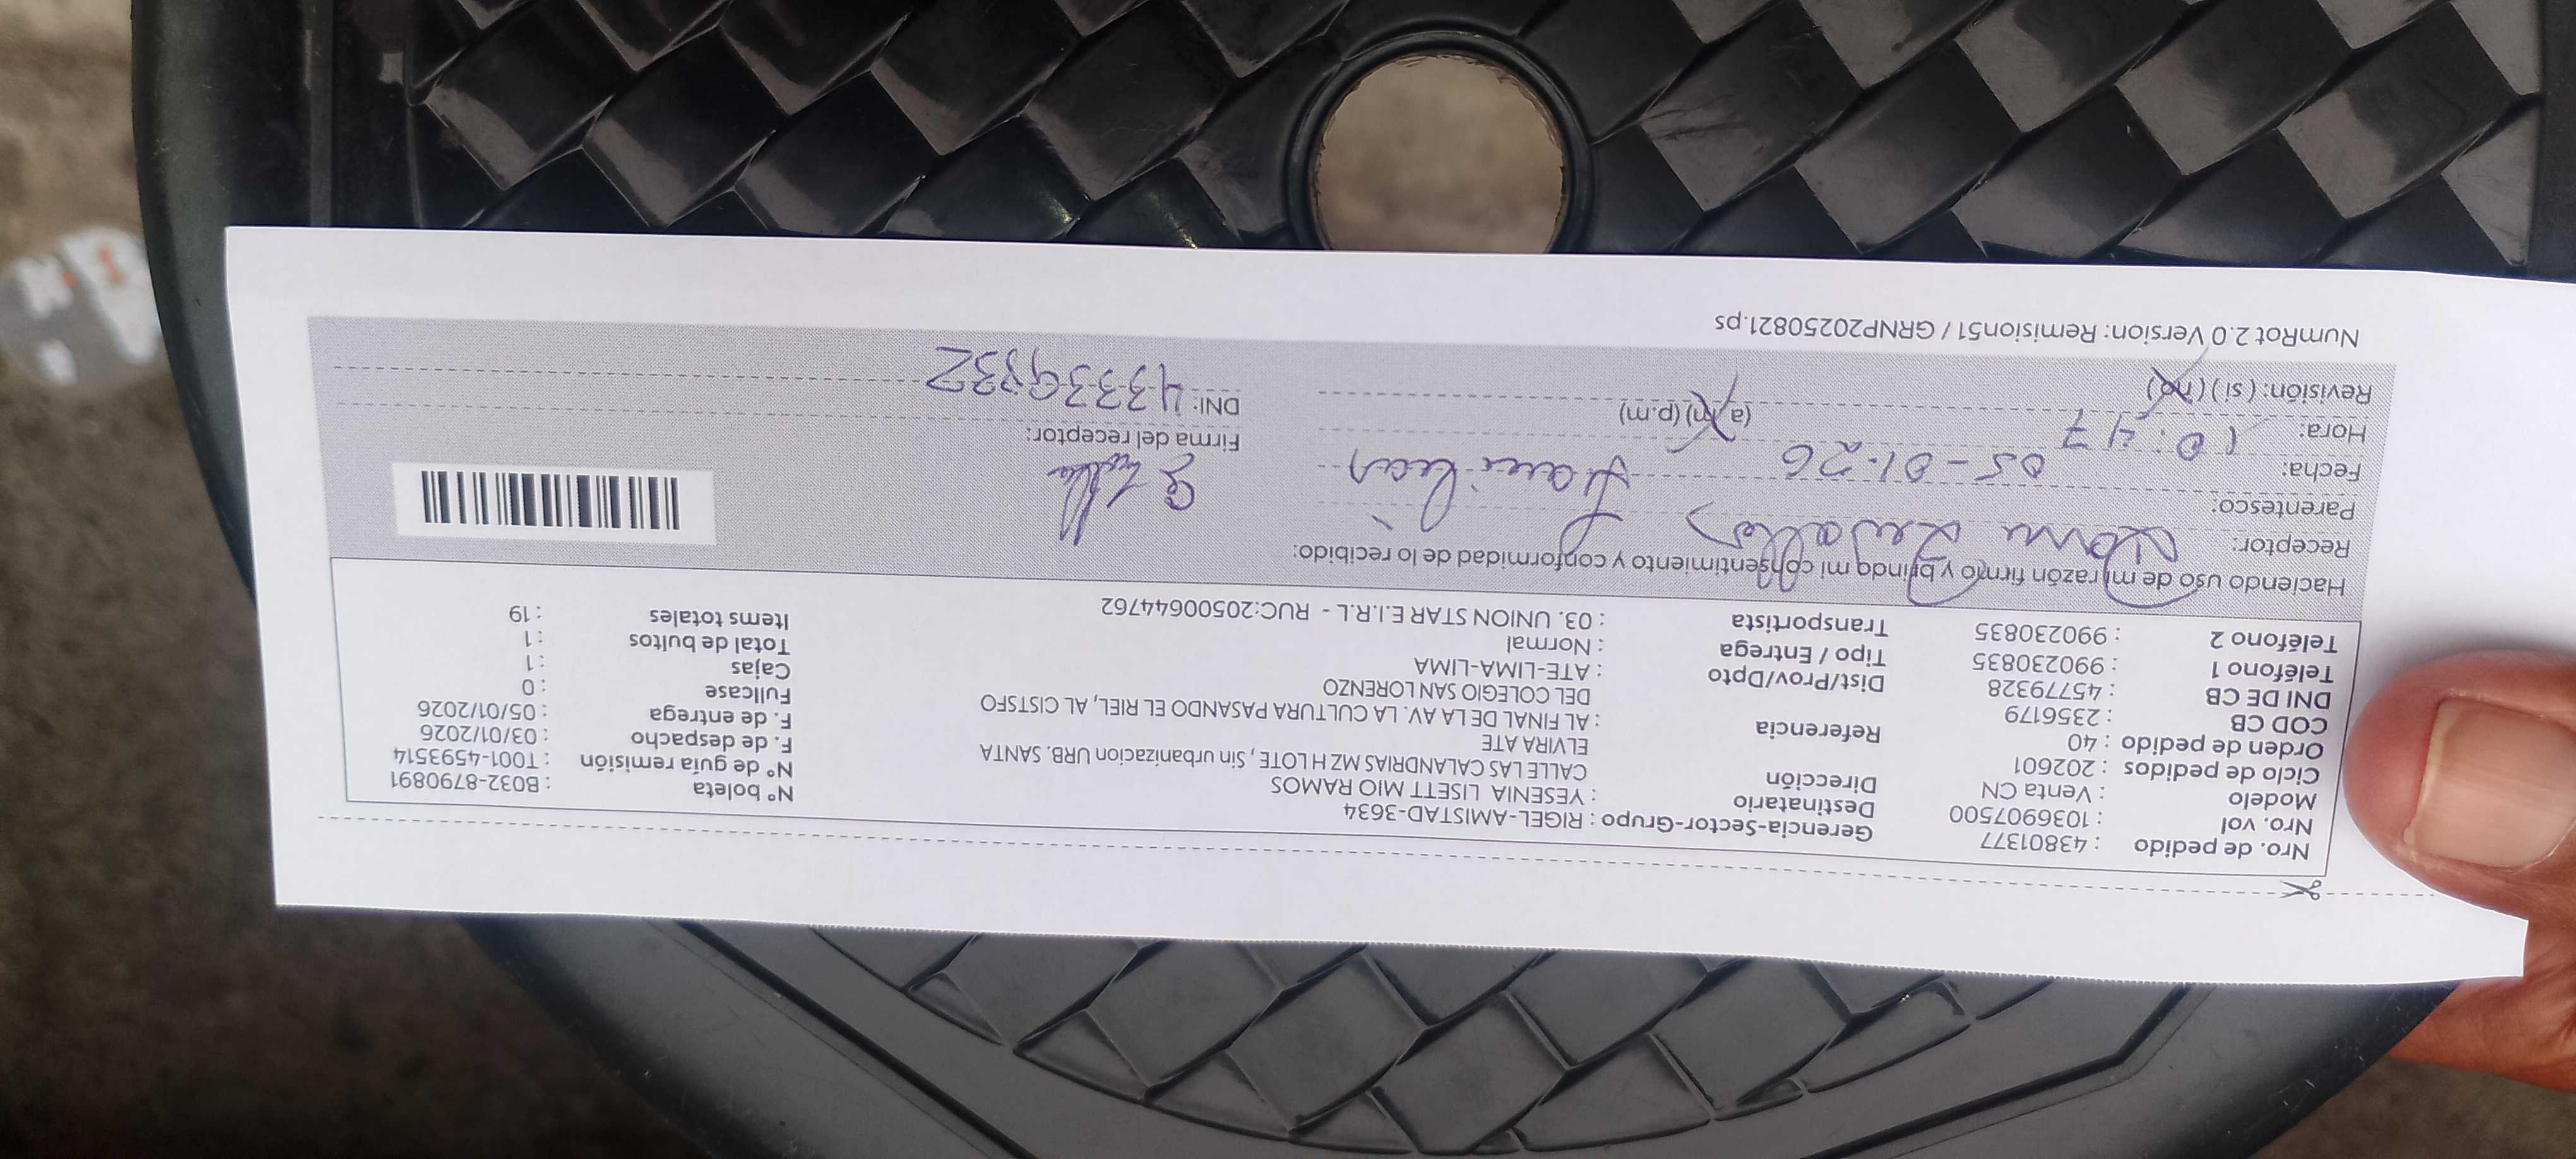 Nro. de pedido : 43801377
Nro. vol : 1036907500
Modelo : Venta CN
Ciclo de pedidos : 202601
Orden de pedido : 40
COD CB : 2356179
DNI DE CB : 45779328
Teléfono 1 : 990230835
Teléfono 2 : 990230835
Gerencia-Sector-Grupo : RIGEL-AMISTAD-3634
Destinatario : YESENIA LISETT MIO RAMOS
Dirección CALLE LAS CALANDRIAS MZ H LOTE , Sin urbanizacion URB. SANTA
ELVIRA ATE
Referencia : AL FINAL DE LA AV. LA CULTURA PASANDO EL RIEL, AL CISTSFO
DEL COLEGIO SAN LORENZO
Dist/Prov/Dpto : ATE-LIMA-LIMA
Tipo / Entrega : Normal
Transportista : 03. UNION STAR E.I.R.L - RUC:20500644762
N° boleta : B032-8790891
N° de guía remisión : T001-4593514
F. de despacho : 03/01/2026
F. de entrega : 05/01/2026
Fullcase : 0
Cajas : 1
Total de bultos : 1
Items totales : 19
Haciendo uso de mi razón firmo y brindo mi consentimiento y conformidad de lo recibido:
Receptor:
Parentesco:
Fecha: 05-01-26
Hora: 10:47 (a.m) (p.m)
Revisión: (si) (no)
Firma del receptor:
DNI: 43339332
NumRot 2.0 Version: Remision51 / GRNP20250821.ps